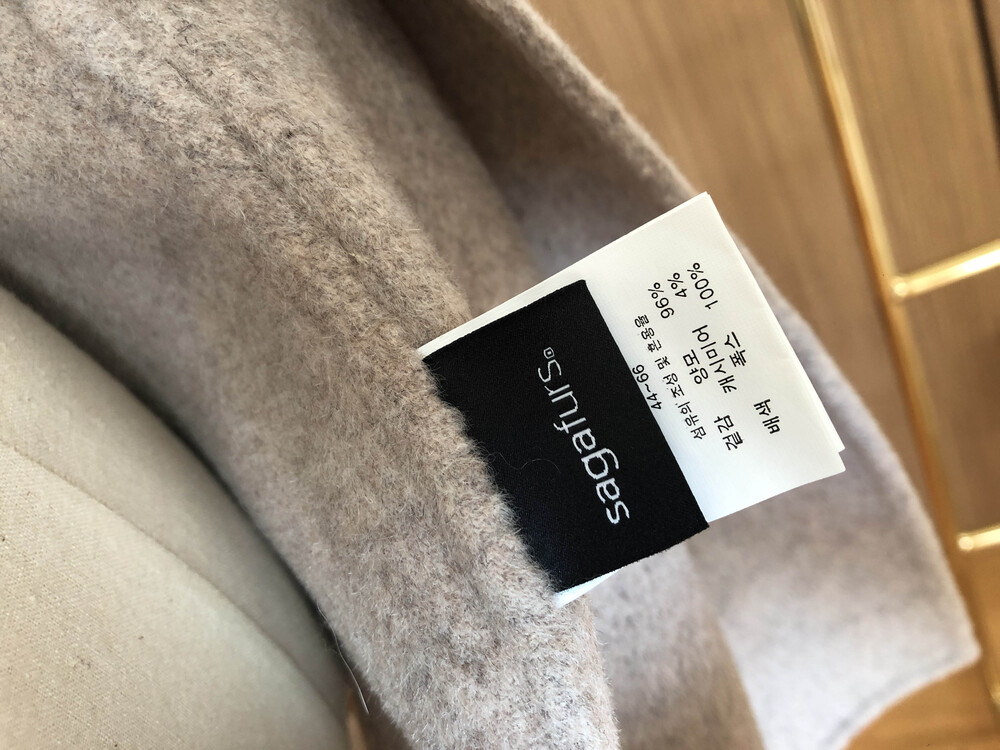 sagafurs®
44~66
섬유의 조성 및 혼용율
겉감 양모 96%
캐시미어 4%
배색 폭스 100%